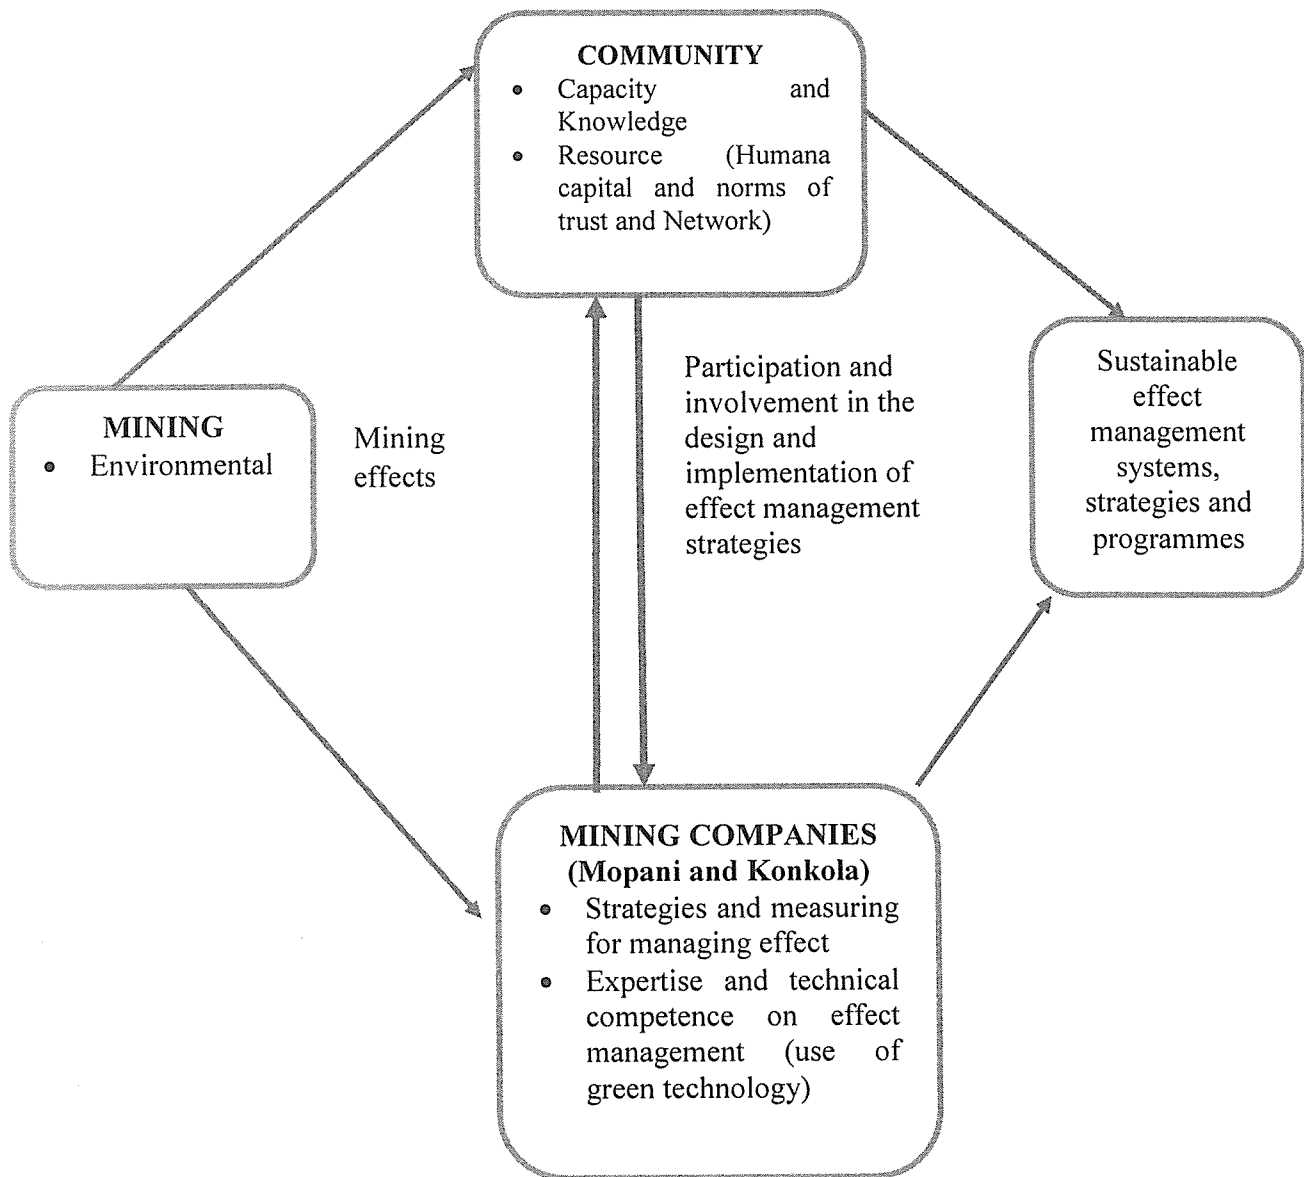 COMMUNITY
• Capacity and
Knowledge
• Resource (Humana
capital and norms of
trust and Network)
MINING
• Environmental
Mining
effects
Participation and
involvement in the
design and
implementation of
effect management
strategies
Sustainable
effect
management
systems,
strategies and
programmes
MINING COMPANIES
(Mopani and Konkola)
• Strategies and measuring
for managing effect
• Expertise and technical
competence on effect
management (use of
green technology)